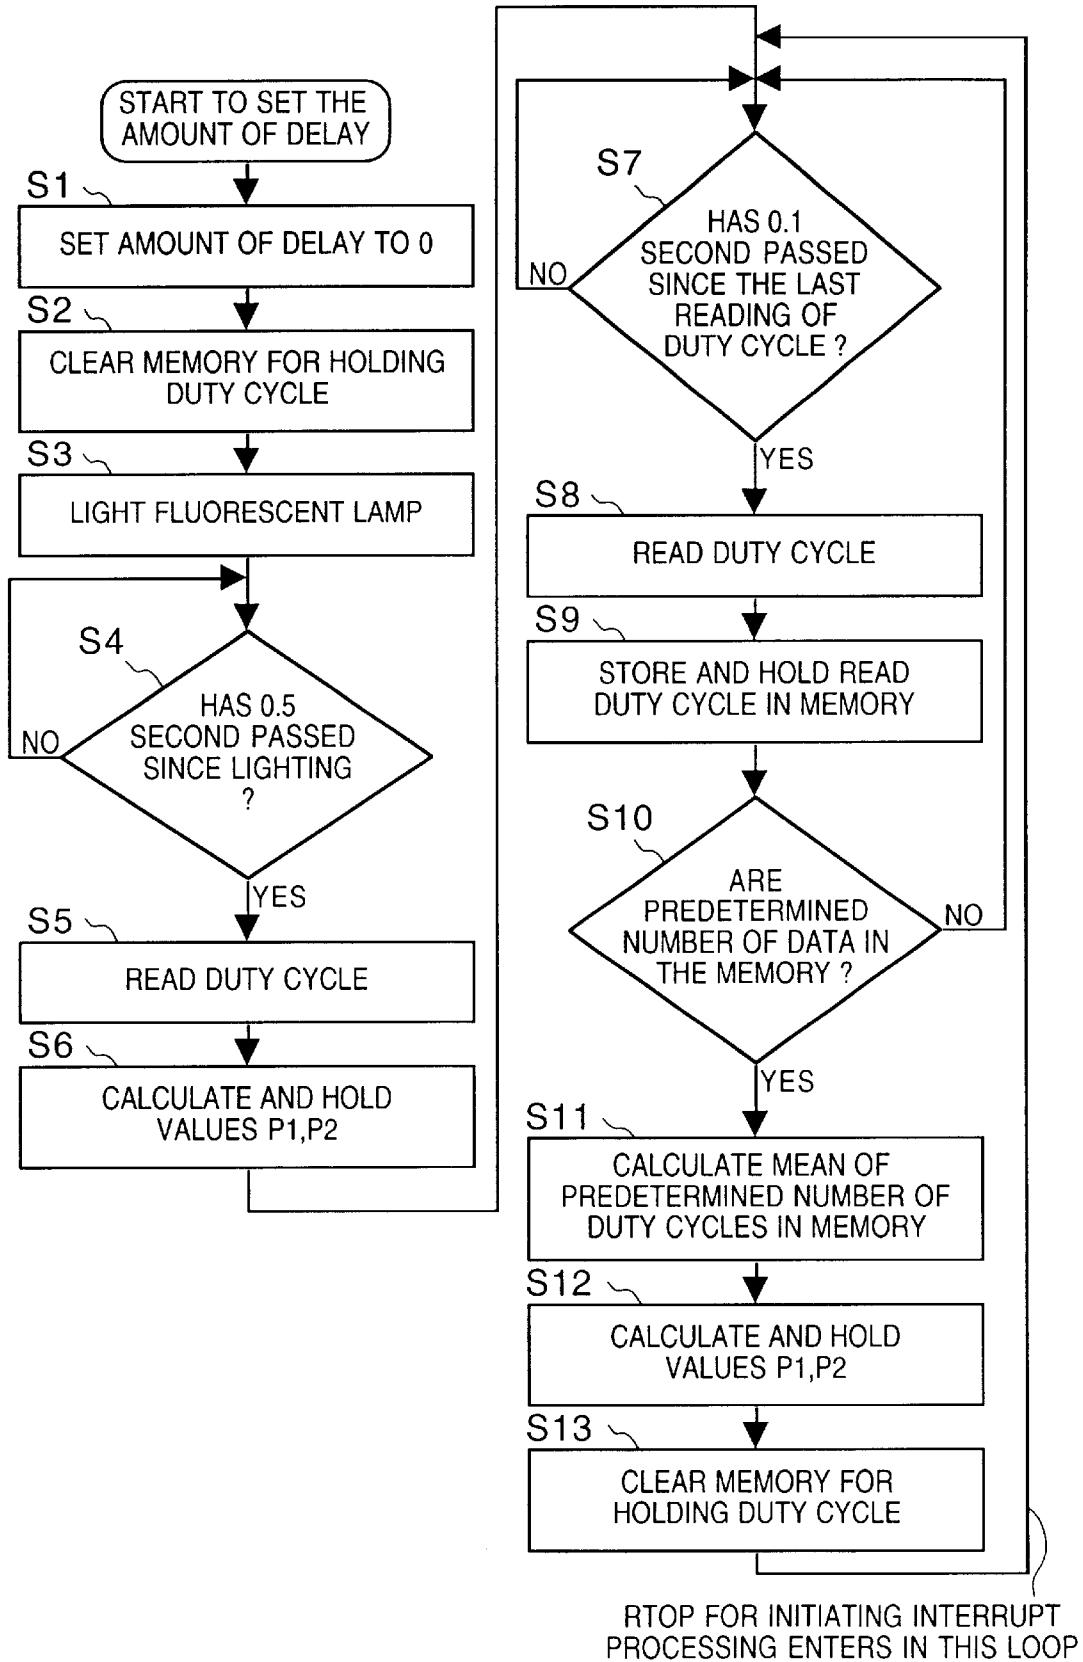 START TO SET THE
AMOUNT OF DELAY
S1
SET AMOUNT OF DELAY TO 0
S2
CLEAR MEMORY FOR HOLDING
DUTY CYCLE
S3
LIGHT FLUORESCENT LAMP
S4
HAS 0.5
SECOND PASSED
SINCE LIGHTING
?
NO
YES
S5
READ DUTY CYCLE
S6
CALCULATE AND HOLD
VALUES P1,P2
S7
HAS 0.1
SECOND PASSED
SINCE THE LAST
READING OF
DUTY CYCLE ?
NO
YES
S8
READ DUTY CYCLE
S9
STORE AND HOLD READ
DUTY CYCLE IN MEMORY
S10
ARE
PREDETERMINED
NUMBER OF DATA IN
THE MEMORY ?
NO
YES
S11
CALCULATE MEAN OF
PREDETERMINED NUMBER OF
DUTY CYCLES IN MEMORY
S12
CALCULATE AND HOLD
VALUES P1,P2
S13
CLEAR MEMORY FOR
HOLDING DUTY CYCLE
RTOP FOR INITIATING INTERRUPT
PROCESSING ENTERS IN THIS LOOP